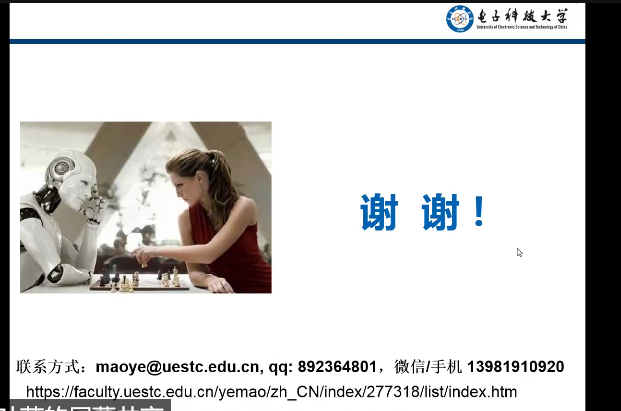 电子科技大学
University of Electronic Science and Technology of China
谢 谢！
联系方式：maoye@uestc.edu.cn, qq: 892364801，微信/手机 13981910920
https://faculty.uestc.edu.cn/yemao/zh_CN/index/277318/list/index.htm